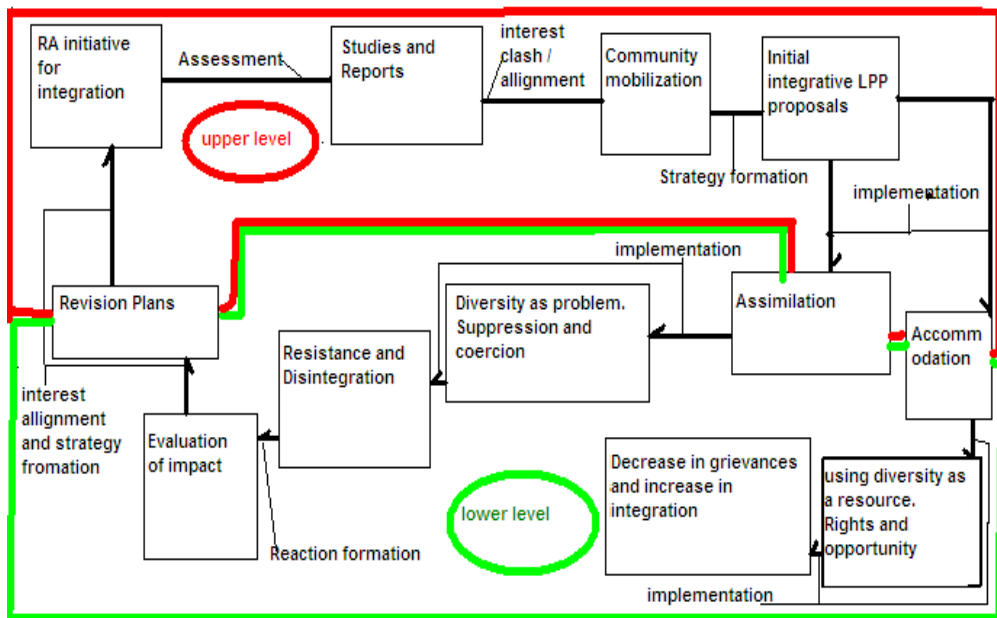 RA initiative
for
integration
Assessment
Studies and
Reports
interest
clash /
allignment
Community
mobilization
Initial
integrative LPP
proposals
upper level
Strategy formation
implementation
implementation
Revision Plans
Diversity as problem.
Suppression and
coercion
Assimilation
Accomm
odation
Resistance and
Disintegration
interest
allignment
and strategy
fromation
Evaluation
of impact
Decrease in grievances
and increase in
integration
using diversity as
a resource.
Rights and
opportunity
lower level
Reaction formation
implementation